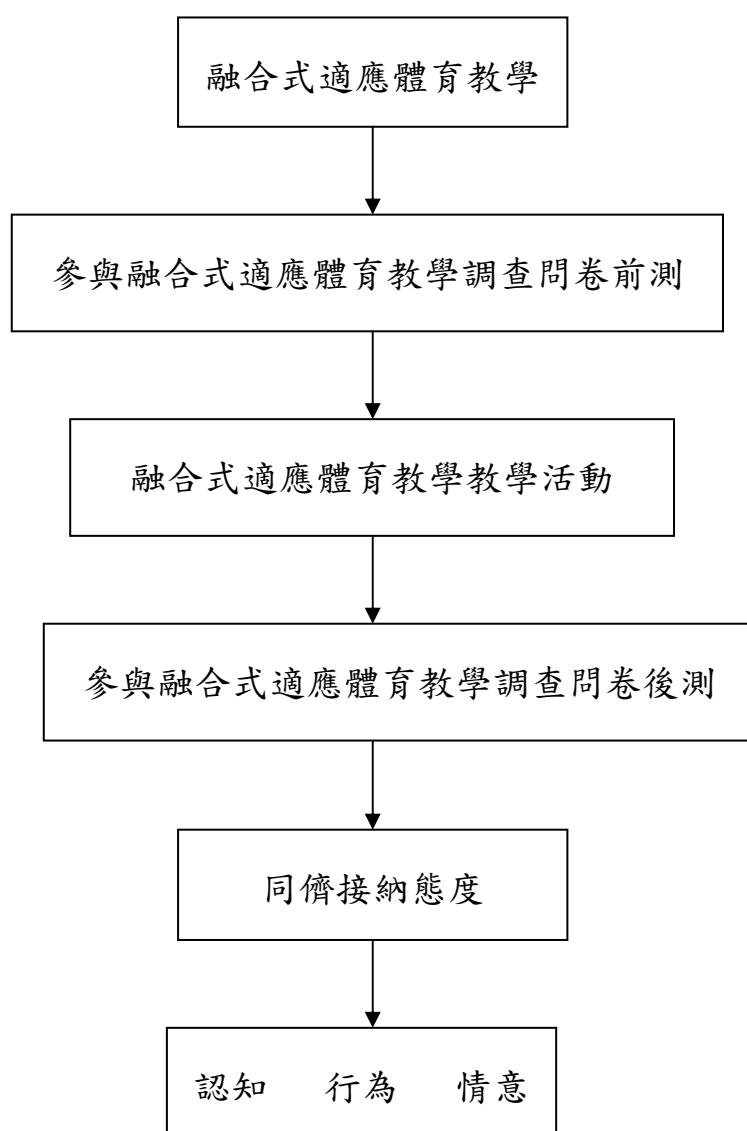 融合式適應體育教學
參與融合式適應體育教學調查問卷前測
融合式適應體育教學教學活動
參與融合式適應體育教學調查問卷後測
同儕接納態度
認知 行為 情意